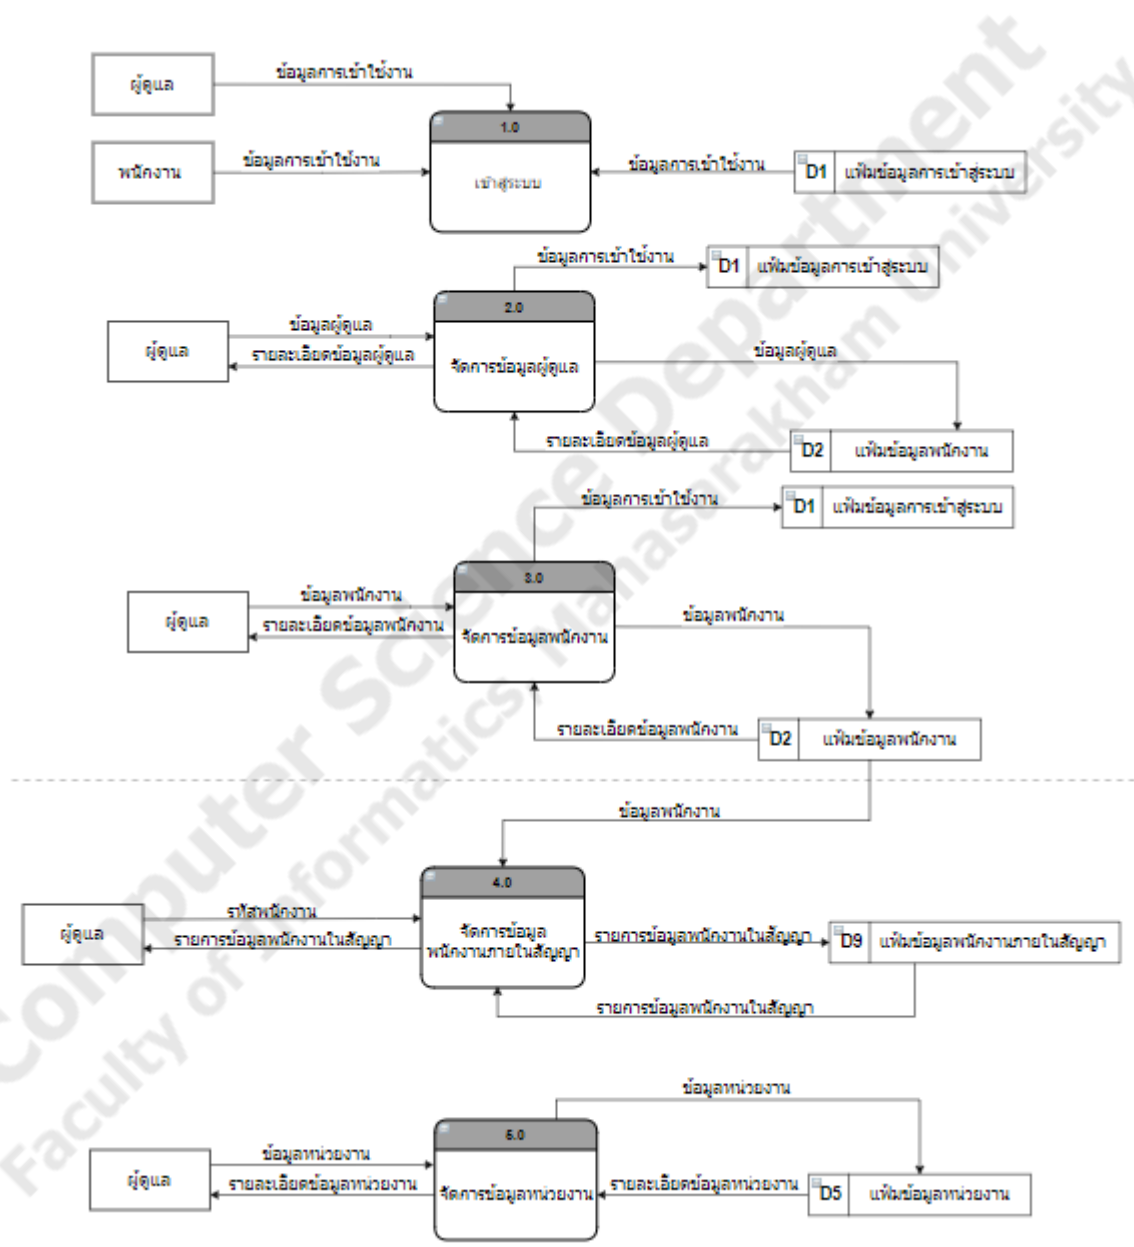 ผู้ดูแล
ข้อมูลการเข้าใช้งาน
1.0
พนักงาน
ข้อมูลการเข้าใช้งาน
เข้าสู่ระบบ
ข้อมูลการเข้าใช้งาน
D1 แฟ้มข้อมูลการเข้าสู่ระบบ
ข้อมูลการเข้าใช้งาน
D1 แฟ้มข้อมูลการเข้าสู่ระบบ
2.0
ผู้ดูแล
ข้อมูลผู้ดูแล
รายละเอียดข้อมูลผู้ดูแล
จัดการข้อมูลผู้ดูแล
ข้อมูลผู้ดูแล
รายละเอียดข้อมูลผู้ดูแล
D2 แฟ้มข้อมูลพนักงาน
ข้อมูลการเข้าใช้งาน
D1 แฟ้มข้อมูลการเข้าสู่ระบบ
3.0
ผู้ดูแล
ข้อมูลพนักงาน
รายละเอียดข้อมูลพนักงาน
จัดการข้อมูลพนักงาน
ข้อมูลพนักงาน
รายละเอียดข้อมูลพนักงาน
D2 แฟ้มข้อมูลพนักงาน
ข้อมูลพนักงาน
4.0
ผู้ดูแล
รหัสพนักงาน
รายการข้อมูลพนักงานในสัญญา
จัดการข้อมูล
พนักงานภายในสัญญา
รายการข้อมูลพนักงานในสัญญา
D9 แฟ้มข้อมูลพนักงานภายในสัญญา
รายการข้อมูลพนักงานในสัญญา
ข้อมูลหน่วยงาน
5.0
ผู้ดูแล
ข้อมูลหน่วยงาน
รายละเอียดข้อมูลหน่วยงาน
จัดการข้อมูลหน่วยงาน
รายละเอียดข้อมูลหน่วยงาน
D5 แฟ้มข้อมูลหน่วยงาน
Computer Science Department
Faculty of Informatics, Mahasarakham University